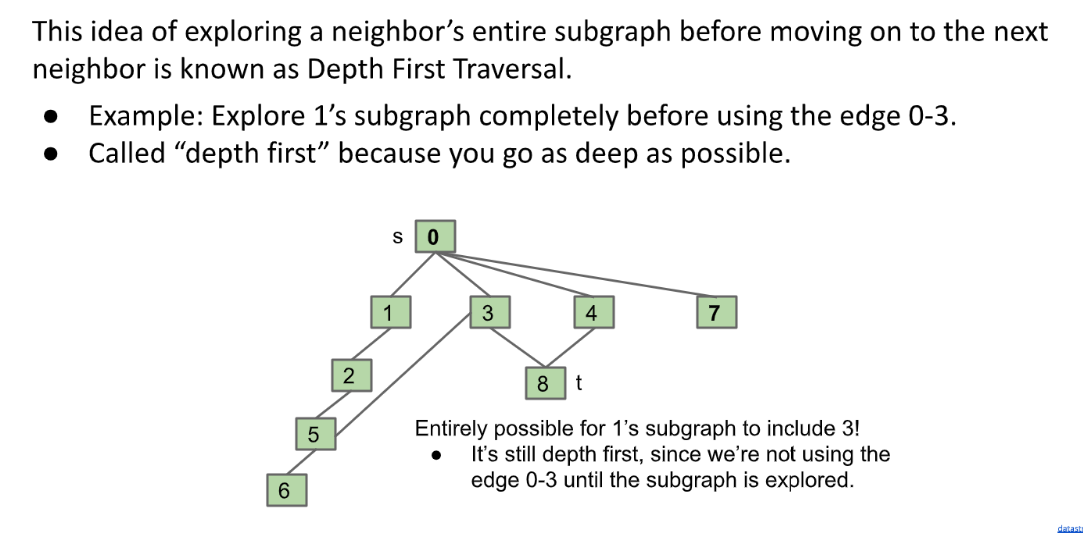 This idea of exploring a neighbor’s entire subgraph before moving on to the next
neighbor is known as Depth First Traversal.
● Example: Explore 1’s subgraph completely before using the edge 0-3.
● Called “depth first” because you go as deep as possible.
s 0
1 3 4 7
2
8 t
5
6
Entirely possible for 1’s subgraph to include 3!
● It’s still depth first, since we’re not using the
edge 0-3 until the subgraph is explored.